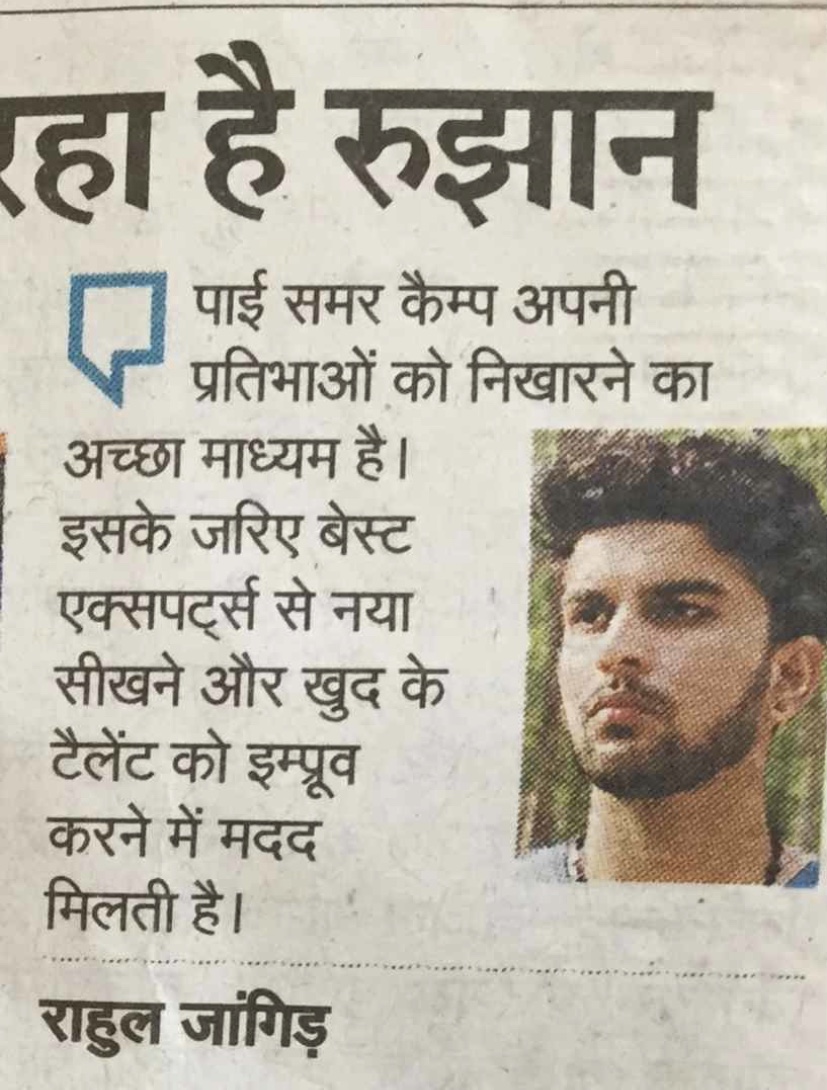 रहा है रुझान
पाई समर कैम्प अपनी
प्रतिभाओं को निखारने का
अच्छा माध्यम है।
इसके जरिए बेस्ट
एक्सपर्ट्स से नया
सीखने और खुद के
टैलेंट को इम्प्रूव
करने में मदद
मिलती है।
राहुल जांगिड़